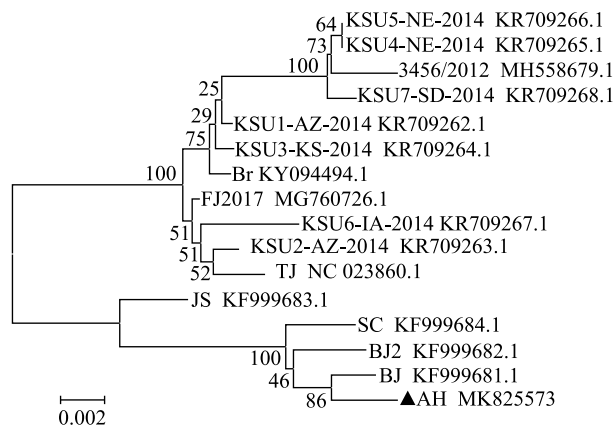 64
KSU5-NE-2014 KR709266.1
73
KSU4-NE-2014 KR709265.1
100
3456/2012 MH558679.1
KSU7-SD-2014 KR709268.1
25
KSU1-AZ-2014 KR709262.1
29
KSU3-KS-2014 KR709264.1
75
Br KY094494.1
100
FJ2017 MG760726.1
51
KSU6-IA-2014 KR709267.1
51
KSU2-AZ-2014 KR709263.1
52
TJ NC 023860.1
JS KF999683.1
SC KF999684.1
100
BJ2 KF999682.1
46
BJ KF999681.1
86
▲AH MK825573
0.002